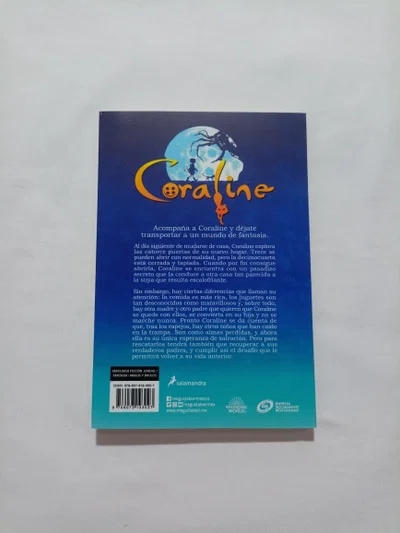 Coraline
Acompaña a Coraline y déjate
transportar a un mundo de fantasía.
Al día siguiente de mudarse de casa, Coraline explora
las catorce puertas de su nuevo hogar. Trece se
pueden abrir con normalidad, pero la decimocuarta
está cerrada y tapiada. Cuando por fin consigue
abrirla, Coraline se encuentra con un pasadizo
secreto que la conduce a otra casa tan parecida a
la suya que resulta escalofriante.
Sin embargo, hay ciertas diferencias que llaman su
atención: la comida es más rica, los juguetes son
tan desconocidos como maravillosos y, sobre todo,
hay otra madre y otro padre que quieren que Coraline
se quede con ellos, se convierta en su hija y no se
marche nunca. Pronto Coraline se da cuenta de
que, tras los espejos, hay otros niños que han caído
en la trampa. Son como almas perdidas, y ahora
ella es su única esperanza de salvación. Pero para
rescatarlos tendrá también que recuperar a sus
verdaderos padres, y cumplir así el desafío que le
permitirá volver a su vida anterior.
salamandra